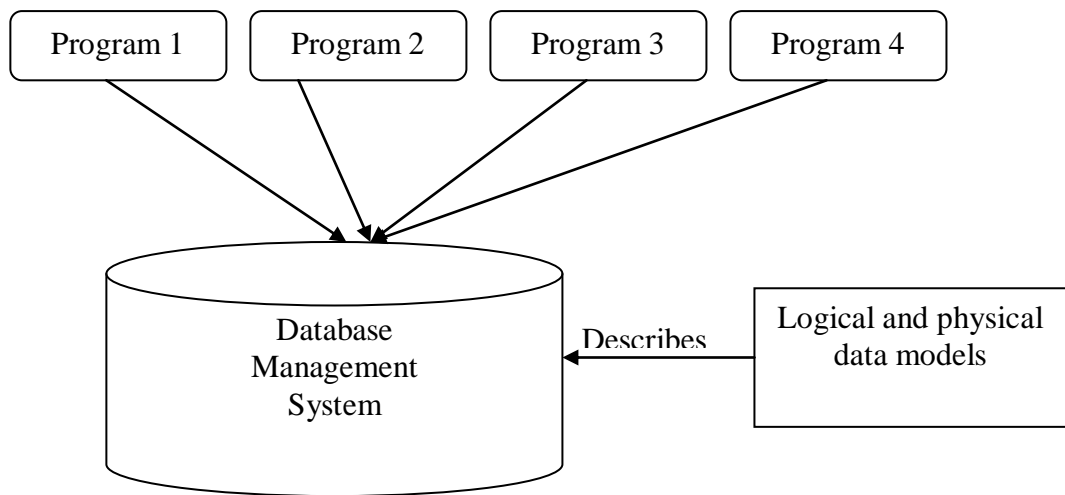 Program 1
Program 2
Program 3
Program 4
Database
Management
System
Describes
Logical and physical
data models